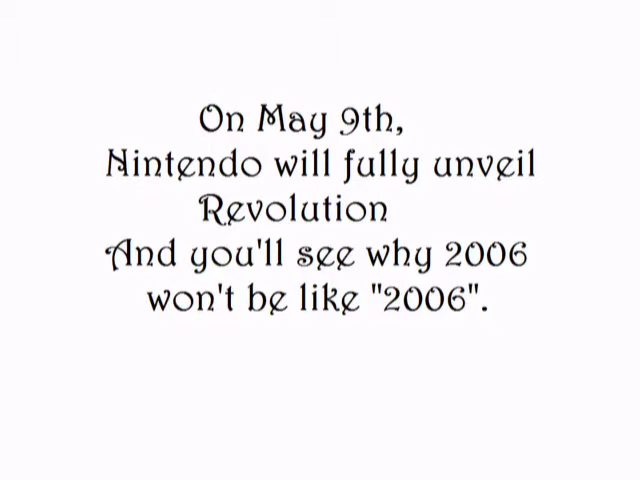 On May 9th,
Nintendo will fully unveil
Revolution
And you'll see why 2006
won't be like "2006".